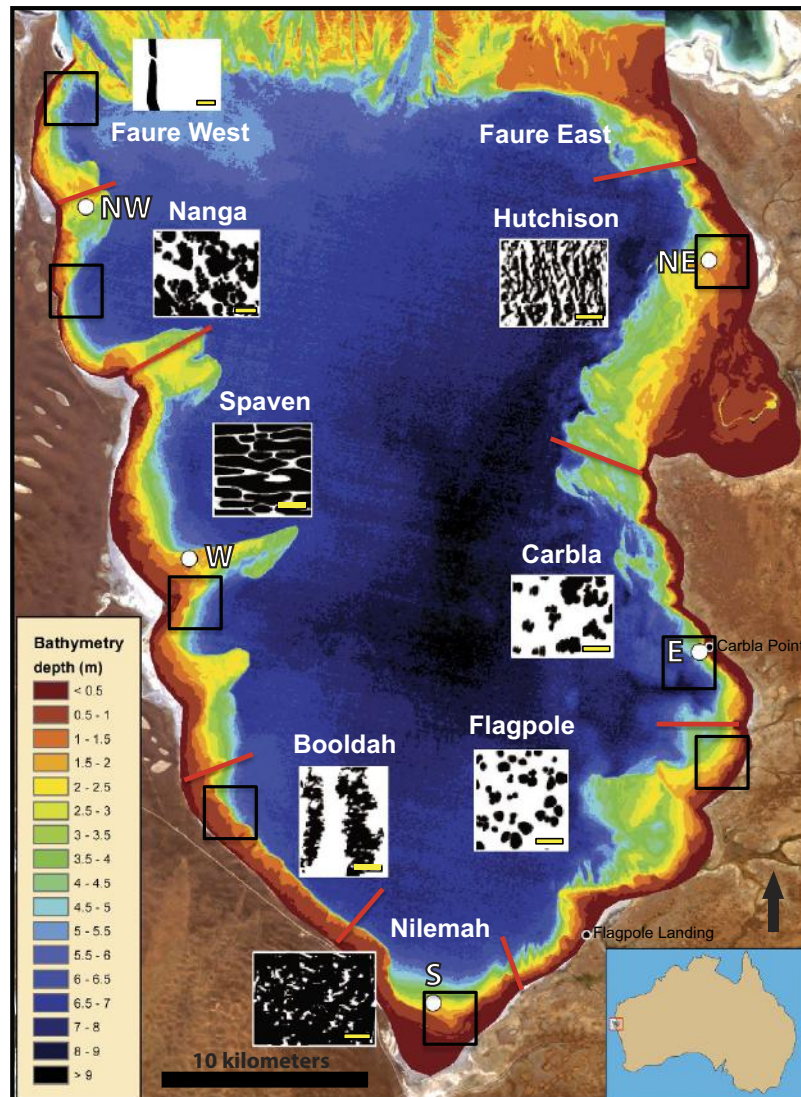 Faure West
Faure East
NW
Nanga
Hutchison
NE
Spaven
W
Carbla
E
Carbla Point
Booldah
Flagpole
Nilemah
Flagpole Landing
S
10 kilometers
Bathymetry
depth (m)
< 0.5
0.5 - 1
1 - 1.5
1.5 - 2
2 - 2.5
2.5 - 3
3 - 3.5
3.5 - 4
4 - 4.5
4.5 - 5
5 - 5.5
5.5 - 6
6 - 6.5
6.5 - 7
7 - 8
8 - 9
> 9